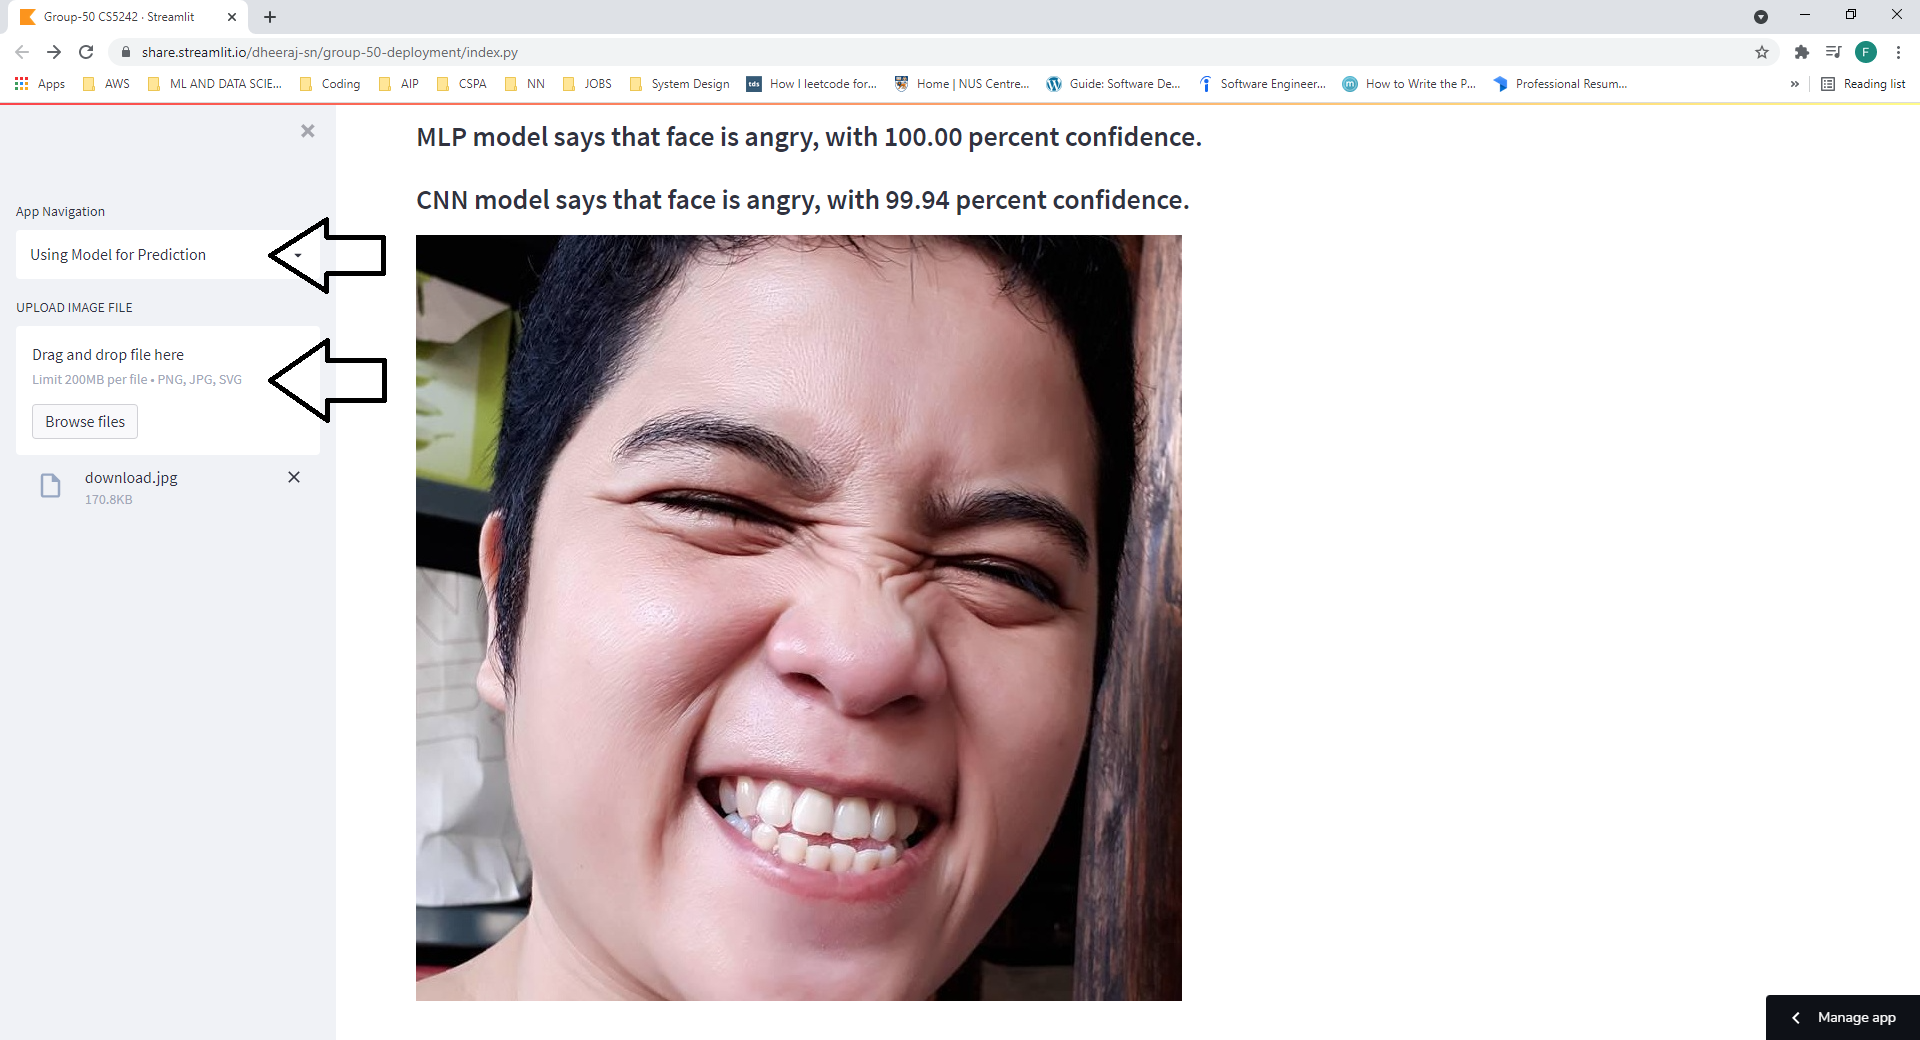 Group-50 CS5242 · Streamlit
share.streamlit.io/dheeraj-sn/group-50-deployment/index.py
F
Apps AWS ML AND DATA SCIE... Coding AIP CSPA NN JOBS System Design tds How I leetcode for... Home | NUS Centre... Guide: Software De... Software Engineer... m How to Write the P... Professional Resum... » Reading list
App Navigation
Using Model for Prediction
UPLOAD IMAGE FILE
Drag and drop file here
Limit 200MB per file • PNG, JPG, SVG
Browse files
download.jpg
170.8KB
MLP model says that face is angry, with 100.00 percent confidence.
CNN model says that face is angry, with 99.94 percent confidence.
Manage app